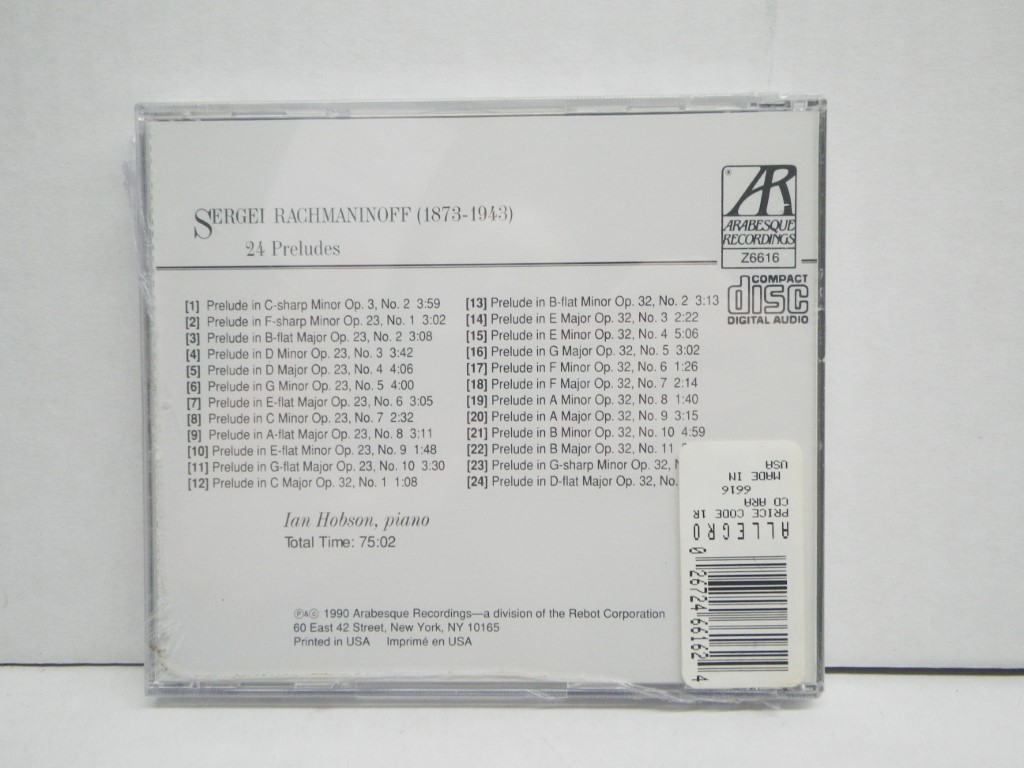 SERGEI RACHMANINOFF (1873-1943)
24 Preludes
AR
ARABESQUE
RECORDINGS
Z6616
COMPACT
disc
DIGITAL AUDIO
[1] Prelude in C-sharp Minor Op. 3, No. 2 3:59
[2] Prelude in F-sharp Minor Op. 23, No. 1 3:02
[3] Prelude in B-flat Major Op. 23, No. 2 3:08
[4] Prelude in D Minor Op. 23, No. 3 3:42
[5] Prelude in D Major Op. 23, No. 4 4:06
[6] Prelude in G Minor Op. 23, No. 5 4:00
[7] Prelude in E-flat Major Op. 23, No. 6 3:05
[8] Prelude in C Minor Op. 23, No. 7 2:32
[9] Prelude in A-flat Major Op. 23, No. 8 3:11
[10] Prelude in E-flat Minor Op. 23, No. 9 1:48
[11] Prelude in G-flat Major Op. 23, No. 10 3:30
[12] Prelude in C Major Op. 32, No. 1 1:08
[13] Prelude in B-flat Minor Op. 32, No. 2 3:13
[14] Prelude in E Major Op. 32, No. 3 2:22
[15] Prelude in E Minor Op. 32, No. 4 5:06
[16] Prelude in G Major Op. 32, No. 5 3:02
[17] Prelude in F Minor Op. 32, No. 6 1:26
[18] Prelude in F Major Op. 32, No. 7 2:14
[19] Prelude in A Minor Op. 32, No. 8 1:40
[20] Prelude in A Major Op. 32, No. 9 3:15
[21] Prelude in B Minor Op. 32, No. 10 4:59
[22] Prelude in B Major Op. 32, No. 11
[23] Prelude in G-sharp Minor Op. 32,
[24] Prelude in D-flat Major Op. 32, No.
Ian Hobson, piano
Total Time: 75:02
℗&© 1990 Arabesque Recordings—a division of the Rebot Corporation
60 East 42 Street, New York, NY 10165
Printed in USA Imprimé en USA
ALLEGRO
PRICE CODE 1R
CD ARA
6616
MADE IN
USA
0 26724 66162 4